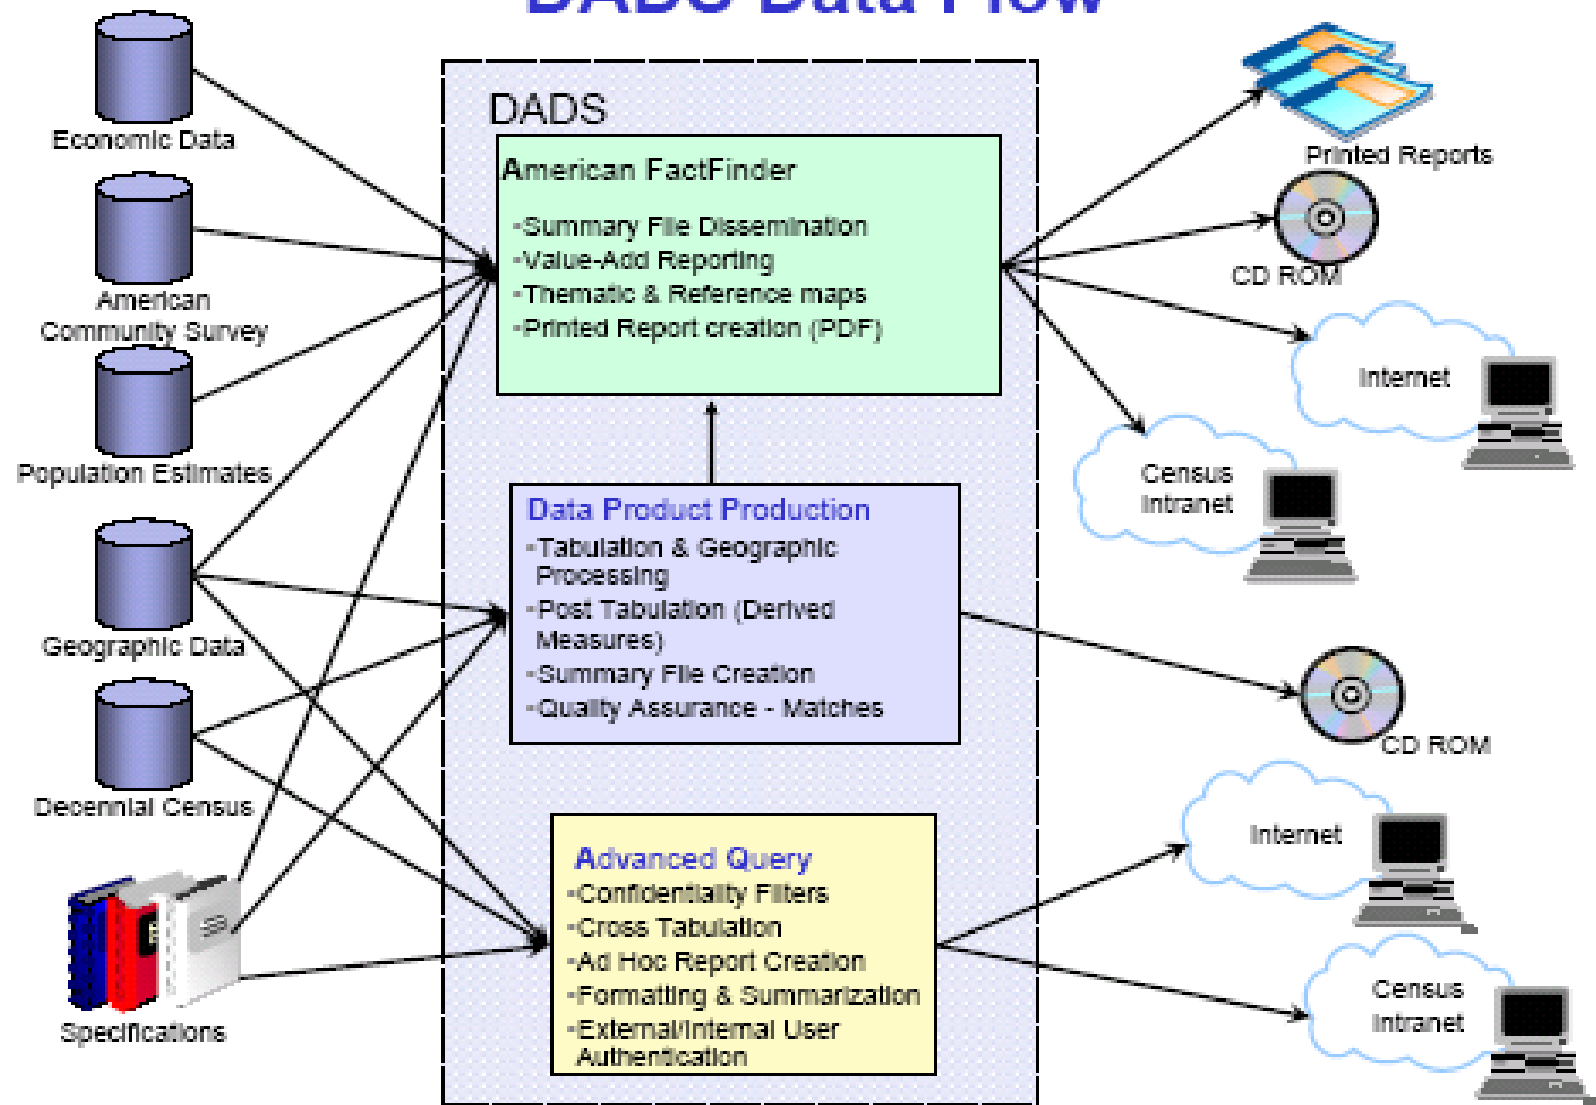 DADS Data Flow
Economic Data
American
Community Survey
Population Estimates
Geographic Data
Decennial Census
Specifications
DADS
American FactFinder
-Summary File Dissemination
-Value-Add Reporting
-Thematic & Reference maps
-Printed Report creation (PDF)
Data Product Production
-Tabulation & Geographic
Processing
-Post Tabulation (Derived
Measures)
-Summary File Creation
-Quality Assurance - Matches
Advanced Query
-Confidentiality Filters
-Cross Tabulation
-Ad Hoc Report Creation
-Formatting & Summarization
-External/Internal User
Authentication
Printed Reports
CD ROM
Internet
Census
Intranet
CD ROM
Internet
Census
Intranet